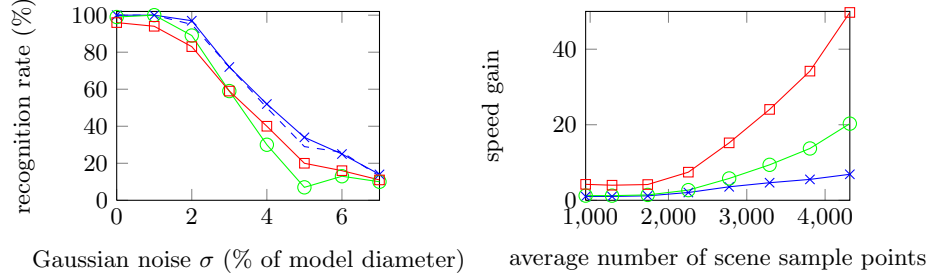 recognition rate (%)
100
80
60
40
20
0
0 2 4 6
Gaussian noise σ (% of model diameter)
speed gain
40
20
0
1,000 2,000 3,000 4,000
average number of scene sample points